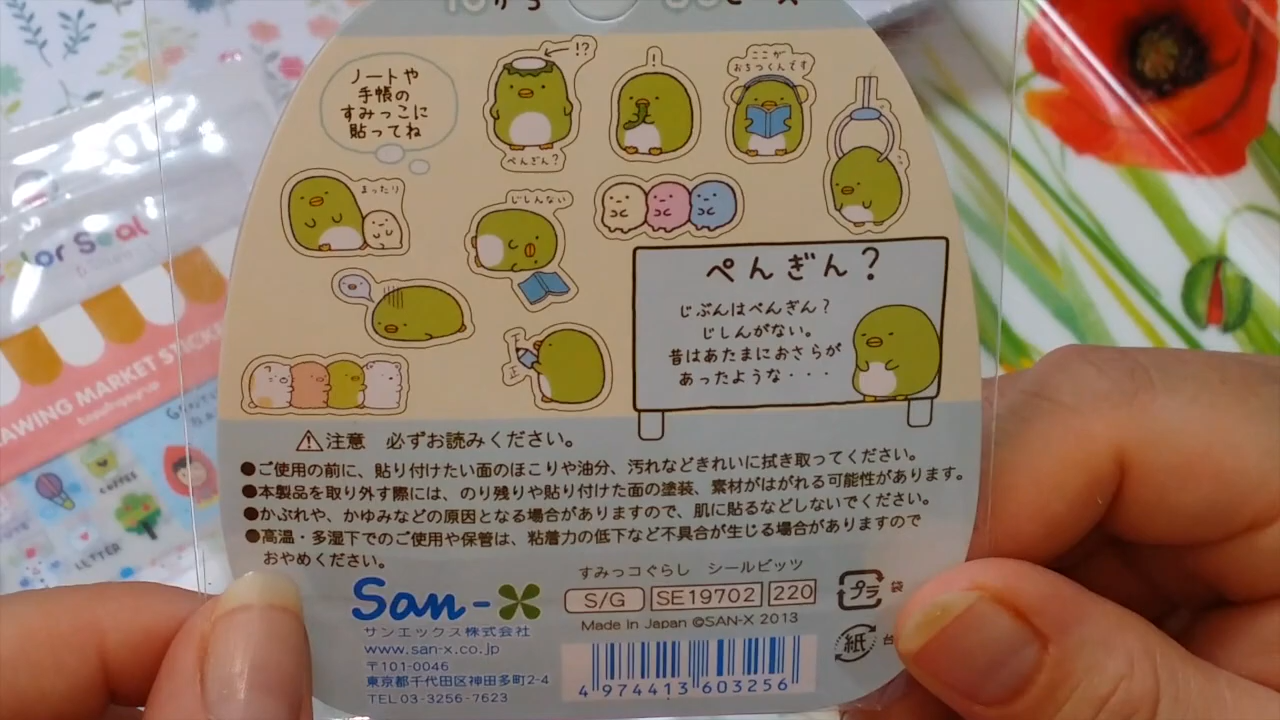 ノートや
手帳の
すみっこに
貼ってね
!?
ぺんぎん?
!
ここが
おちつくんです
まったり
じしんない
ぺんぎん?
じぶんはぺんぎん?
じしんがない。
昔はあたまにおさらが
あったような・・・
注意 必ずお読みください。
●ご使用の前に、貼り付けたい面のほこりや油分、汚れなどきれいに拭き取ってください。
●本製品を取り外す際には、のり残りや貼り付けた面の塗装、素材がはがれる可能性があります。
●かぶれや、かゆみなどの原因となる場合がありますので、肌に貼るなどしないでください。
●高温・多湿下でのご使用や保管は、粘着力の低下など不具合が生じる場合がありますので
おやめください。
すみっコぐらし シールビッツ
San-X
S/G SE19702 220
Made in Japan ©SAN-X 2013
サンエックス株式会社
www.san-x.co.jp
〒101-0046
東京都千代田区神田多町2-4
TEL03-3256-7623
4 974413 603256
プラ 袋
紙 台
lor Seal
AWING MARKET STICKE
LETTER